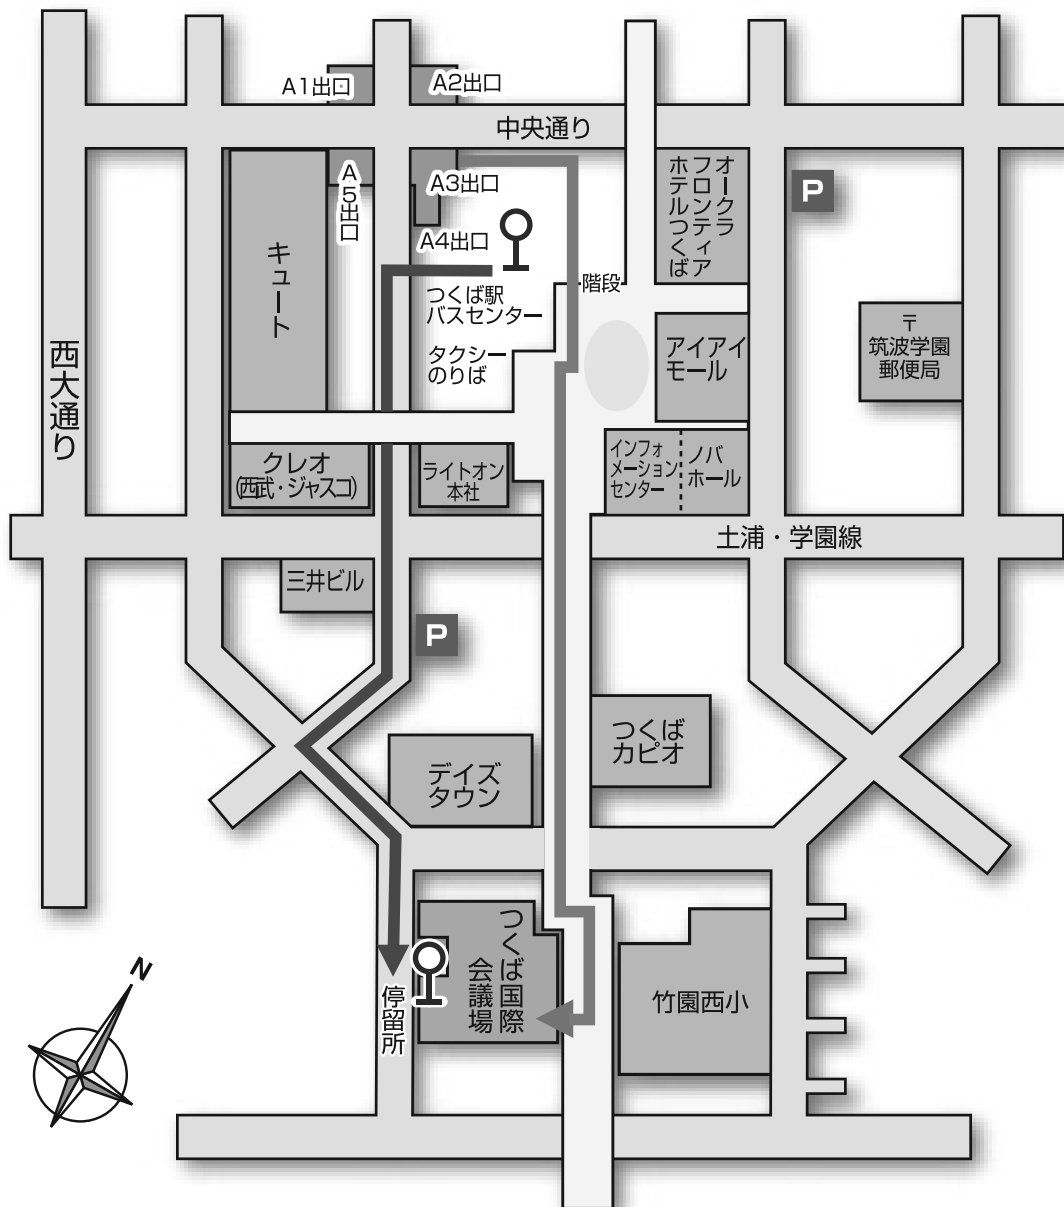 A1出口
A2出口
中央通り
A5出口
A3出口
A4出口
キュート
つくば駅
バスセンター
タクシー
のりば
階段
オークラ
フロンティア
ホテルつくば
P
〒
筑波学園
郵便局
アイアイ
モール
西大通り
クレオ
(西武・ジャスコ)
ライトオン
本社
インフォ
メーション
センター
ノバ
ホール
土浦・学園線
三井ビル
P
つくば
カピオ
デイズ
タウン
つくば国際
会議場
停留所
竹園西小
N